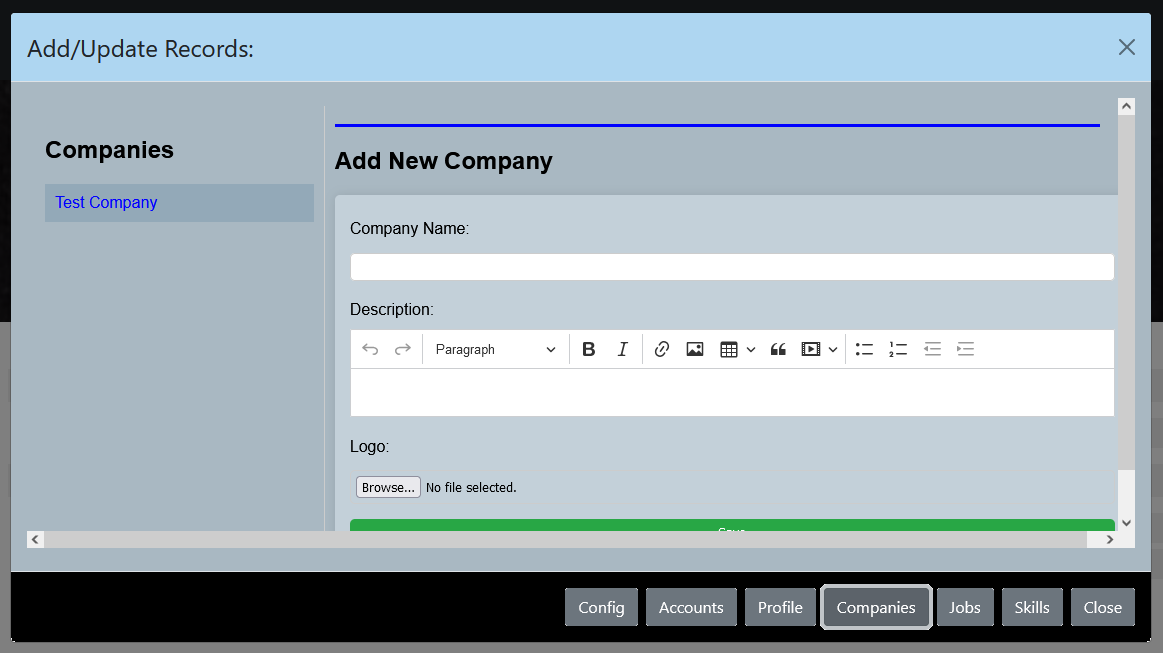 Add/Update Records:
Companies
Test Company
Add New Company
Company Name:
Description:
Paragraph
Logo:
Browse... No file selected.
Save
Config Accounts Profile Companies Jobs Skills Close